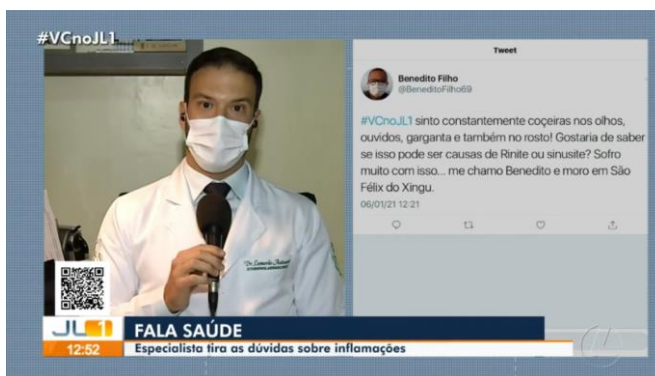 #VCnoJL1
Tweet
Benedito Filho
@BeneditoFilho69
#VCnoJL1 sinto constantemente coçeiras nos olhos,
ouvidos, garganta e também no rosto! Gostaria de saber
se isso pode ser causas de Rinite ou sinusite? Sofro
muito com isso... me chamo Benedito e moro em São
Félix do Xingu.
06/01/21 12:21
JL1
FALA SAÚDE
12:52
Especialista tira as dúvidas sobre inflamações